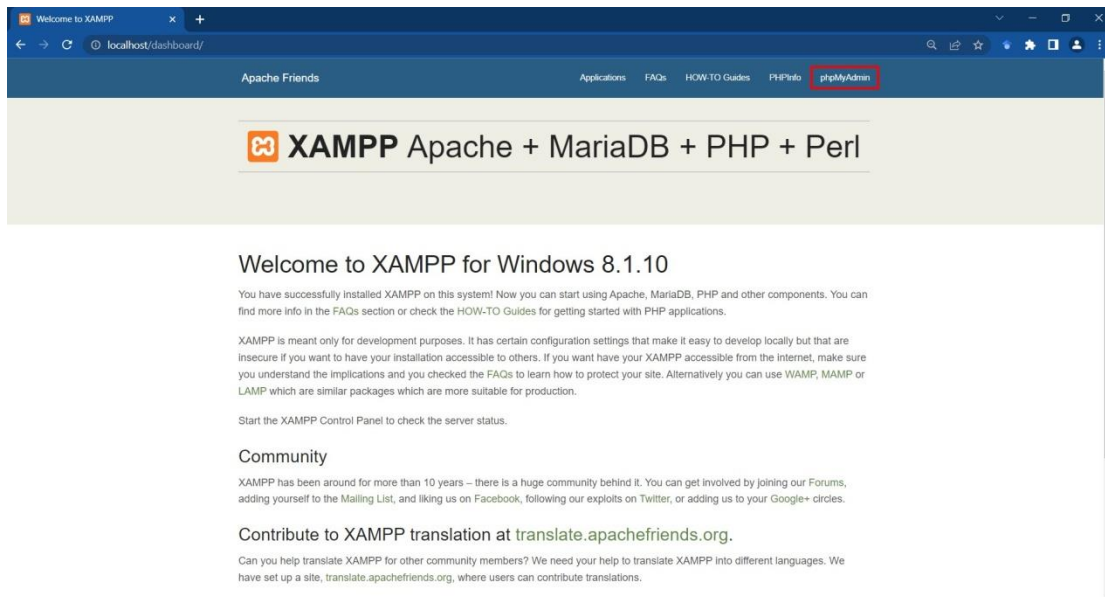 Welcome to XAMPP
localhost/dashboard/
Apache Friends
Applications FAQs HOW-TO Guides PHPInfo phpMyAdmin
XAMPP Apache + MariaDB + PHP + Perl
Welcome to XAMPP for Windows 8.1.10
You have successfully installed XAMPP on this system! Now you can start using Apache, MariaDB, PHP and other components. You can
find more info in the FAQs section or check the HOW-TO Guides for getting started with PHP applications.
XAMPP is meant only for development purposes. It has certain configuration settings that make it easy to develop locally but that are
insecure if you want to have your installation accessible to others. If you want have your XAMPP accessible from the internet, make sure
you understand the implications and you checked the FAQs to learn how to protect your site. Alternatively you can use WAMP, MAMP or
LAMP which are similar packages which are more suitable for production.
Start the XAMPP Control Panel to check the server status.
Community
XAMPP has been around for more than 10 years – there is a huge community behind it. You can get involved by joining our Forums,
adding yourself to the Mailing List, and liking us on Facebook, following our exploits on Twitter, or adding us to your Google+ circles.
Contribute to XAMPP translation at translate.apachefriends.org.
Can you help translate XAMPP for other community members? We need your help to translate XAMPP into different languages. We
have set up a site, translate.apachefriends.org, where users can contribute translations.